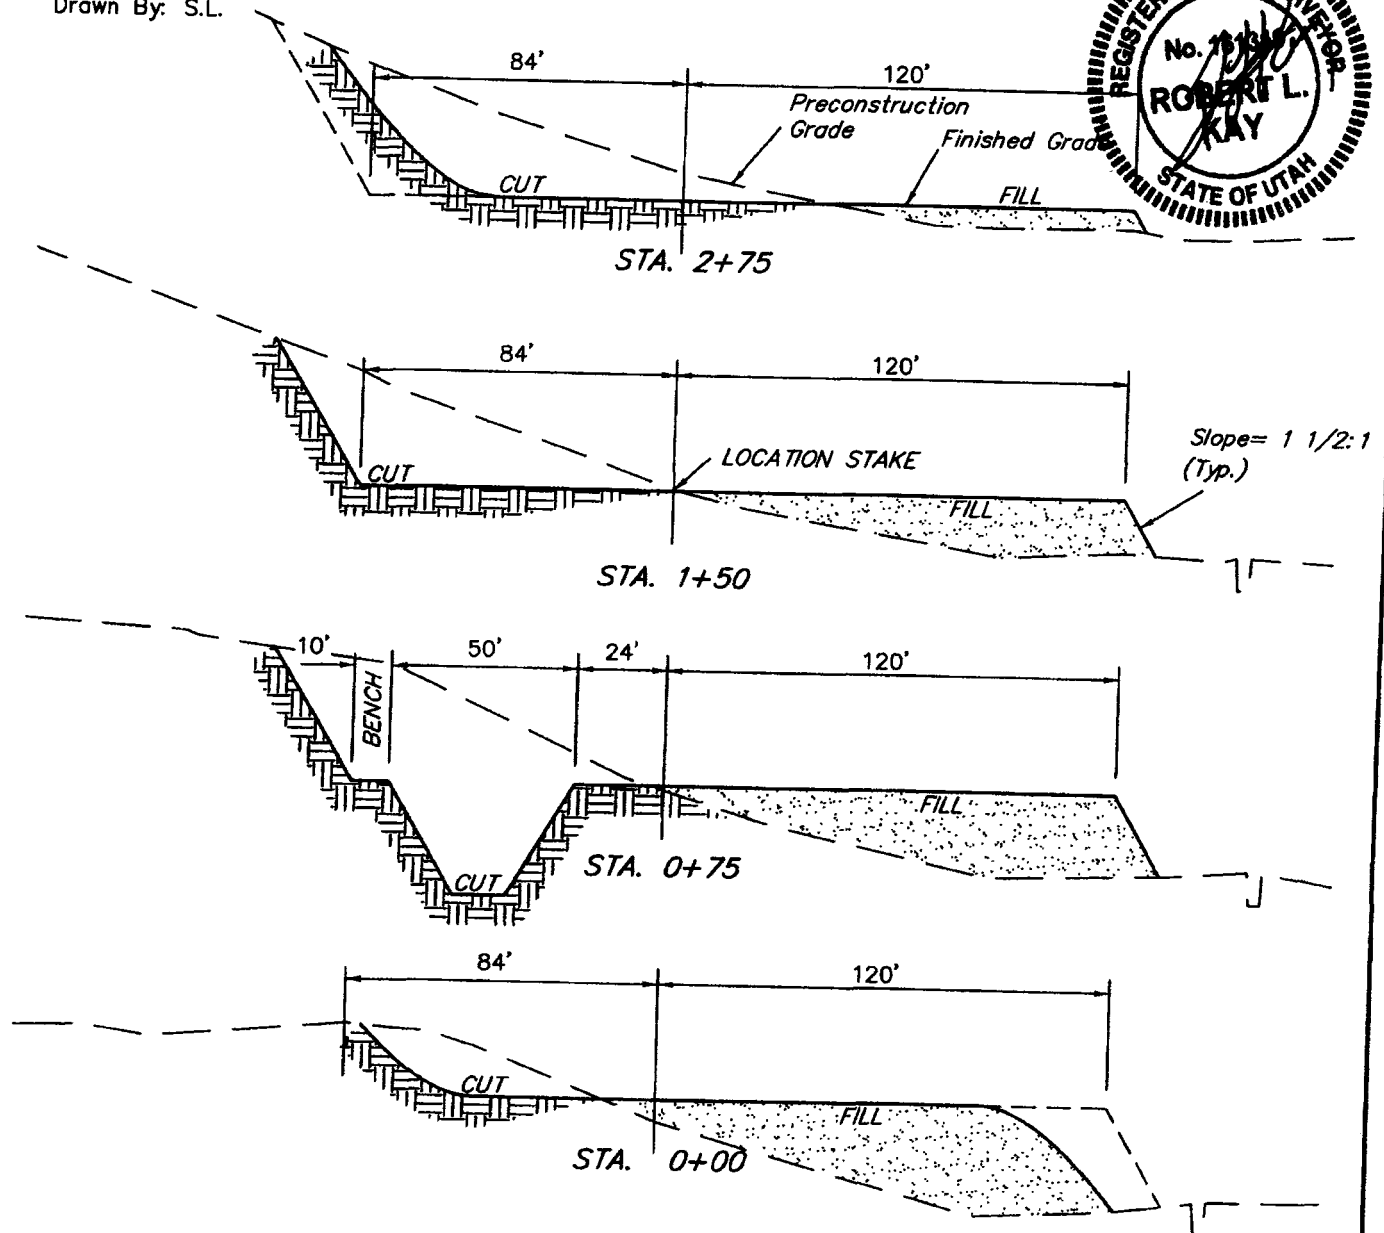 Drawn By: S.L.
84'
120'
Preconstruction
Grade
Finished Grade
CUT
FILL
STA. 2+75
No.
ROBERT L.
KAY
STATE OF UTAH
84'
120'
Slope= 1 1/2:1
(Typ.)
LOCATION STAKE
CUT
FILL
STA. 1+50
10'
BENCH
50'
24'
120'
FILL
CUT
STA. 0+75
84'
120'
CUT
FILL
STA. 0+00